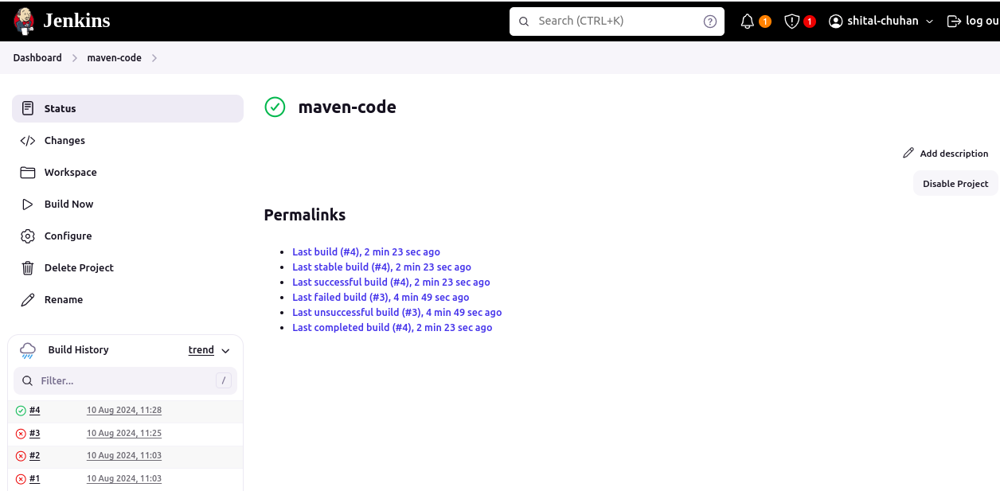 Jenkins
Search (CTRL+K)
?
1
1
shital-chuhan
log ou
Dashboard
maven-code
Status
Changes
Workspace
Build Now
Configure
Delete Project
Rename
maven-code
Add description
Disable Project
Permalinks
Last build (#4), 2 min 23 sec ago
Last stable build (#4), 2 min 23 sec ago
Last successful build (#4), 2 min 23 sec ago
Last failed build (#3), 4 min 49 sec ago
Last unsuccessful build (#3), 4 min 49 sec ago
Last completed build (#4), 2 min 23 sec ago
Build History trend
Filter... /
#4 10 Aug 2024, 11:28
#3 10 Aug 2024, 11:25
#2 10 Aug 2024, 11:03
#1 10 Aug 2024, 11:03